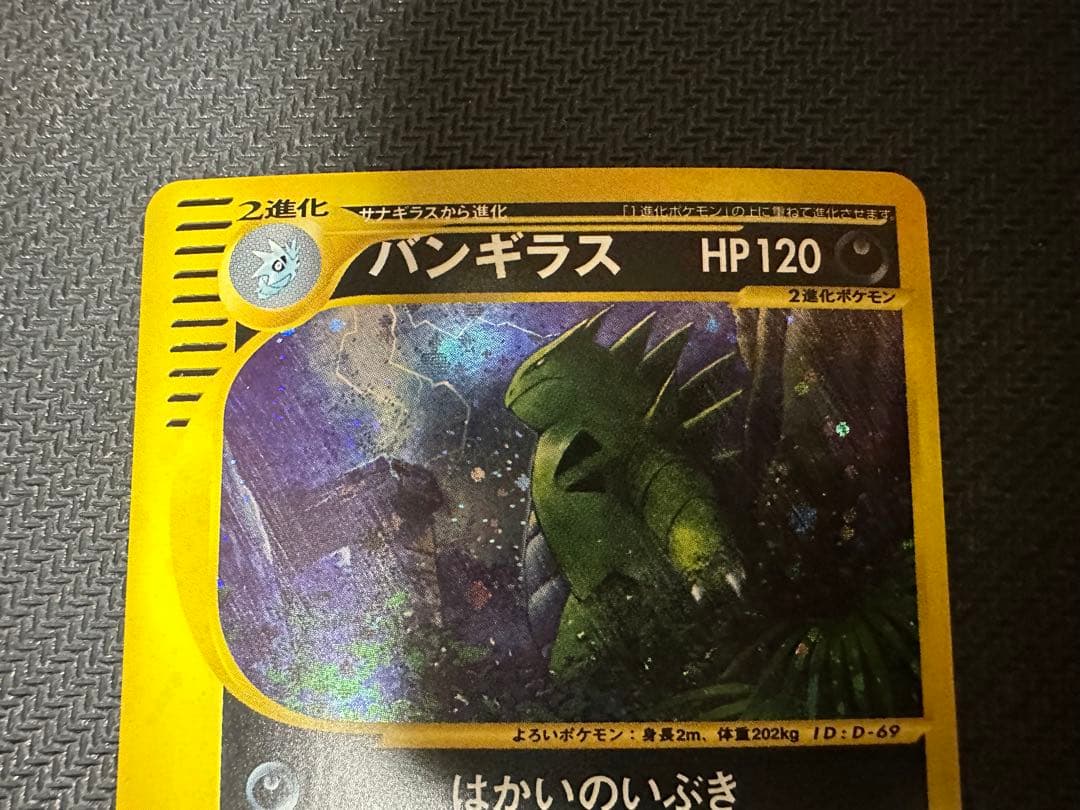 2進化 サナギラスから進化 「1進化ポケモン」の上に重ねて進化させます。
バンギラス HP120
2進化ポケモン
よろいポケモン：身長2m、体重202kg ID：D-69
はかいのいぶき